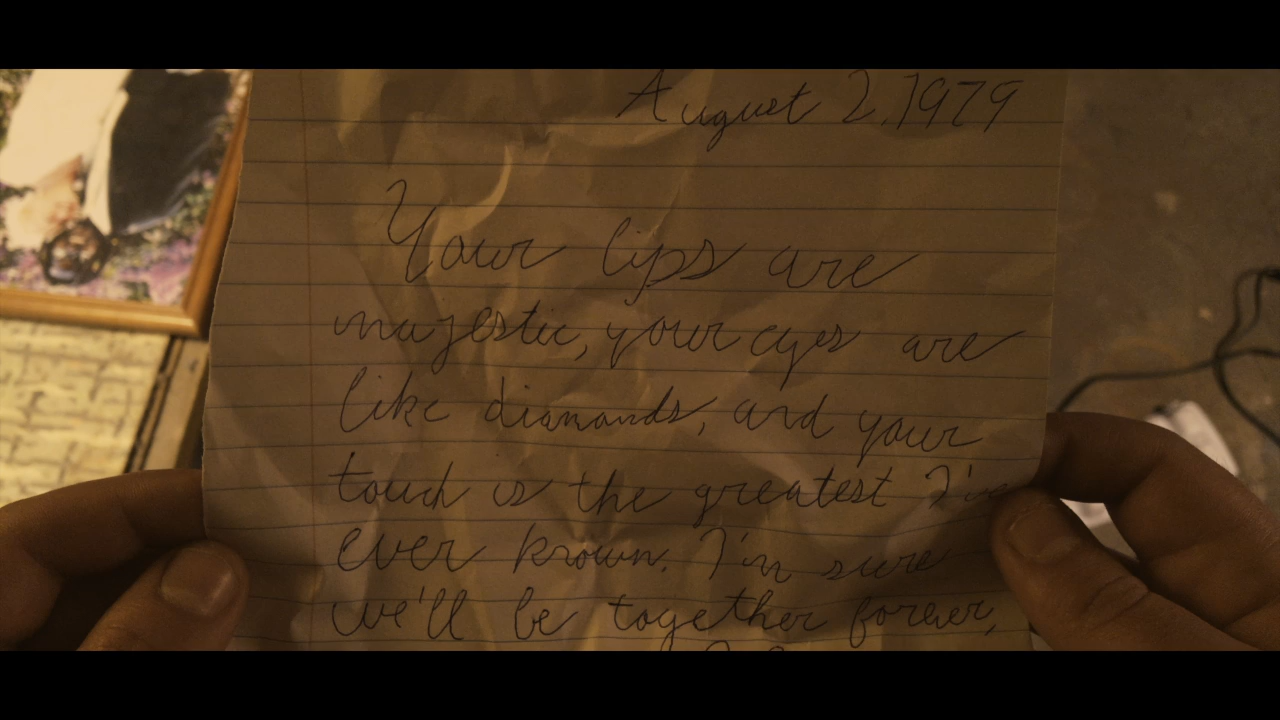 August 2, 1979
Your lips are
majestic, your eyes are
like diamonds, and your
touch is the greatest I've
ever known. I'm sure
we'll be together forever,